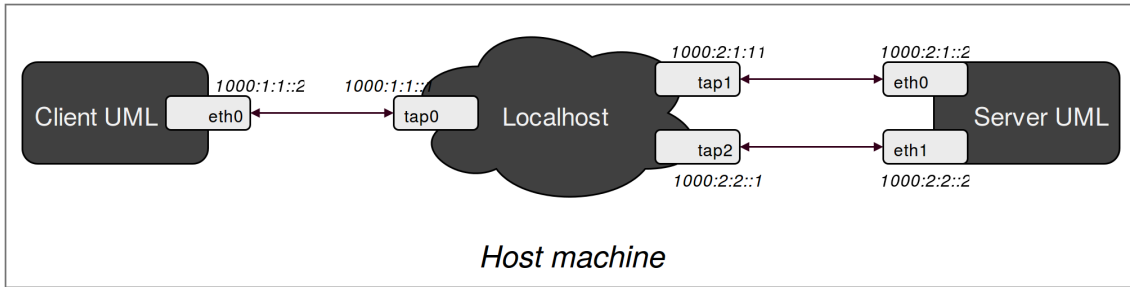 1000:2:1:11
1000:2:1::2
1000:1:1::2
1000:1:1::1
tap1
eth0
Client UML
eth0
tap0
Localhost
Server UML
tap2
eth1
1000:2:2::1
1000:2:2::2
Host machine